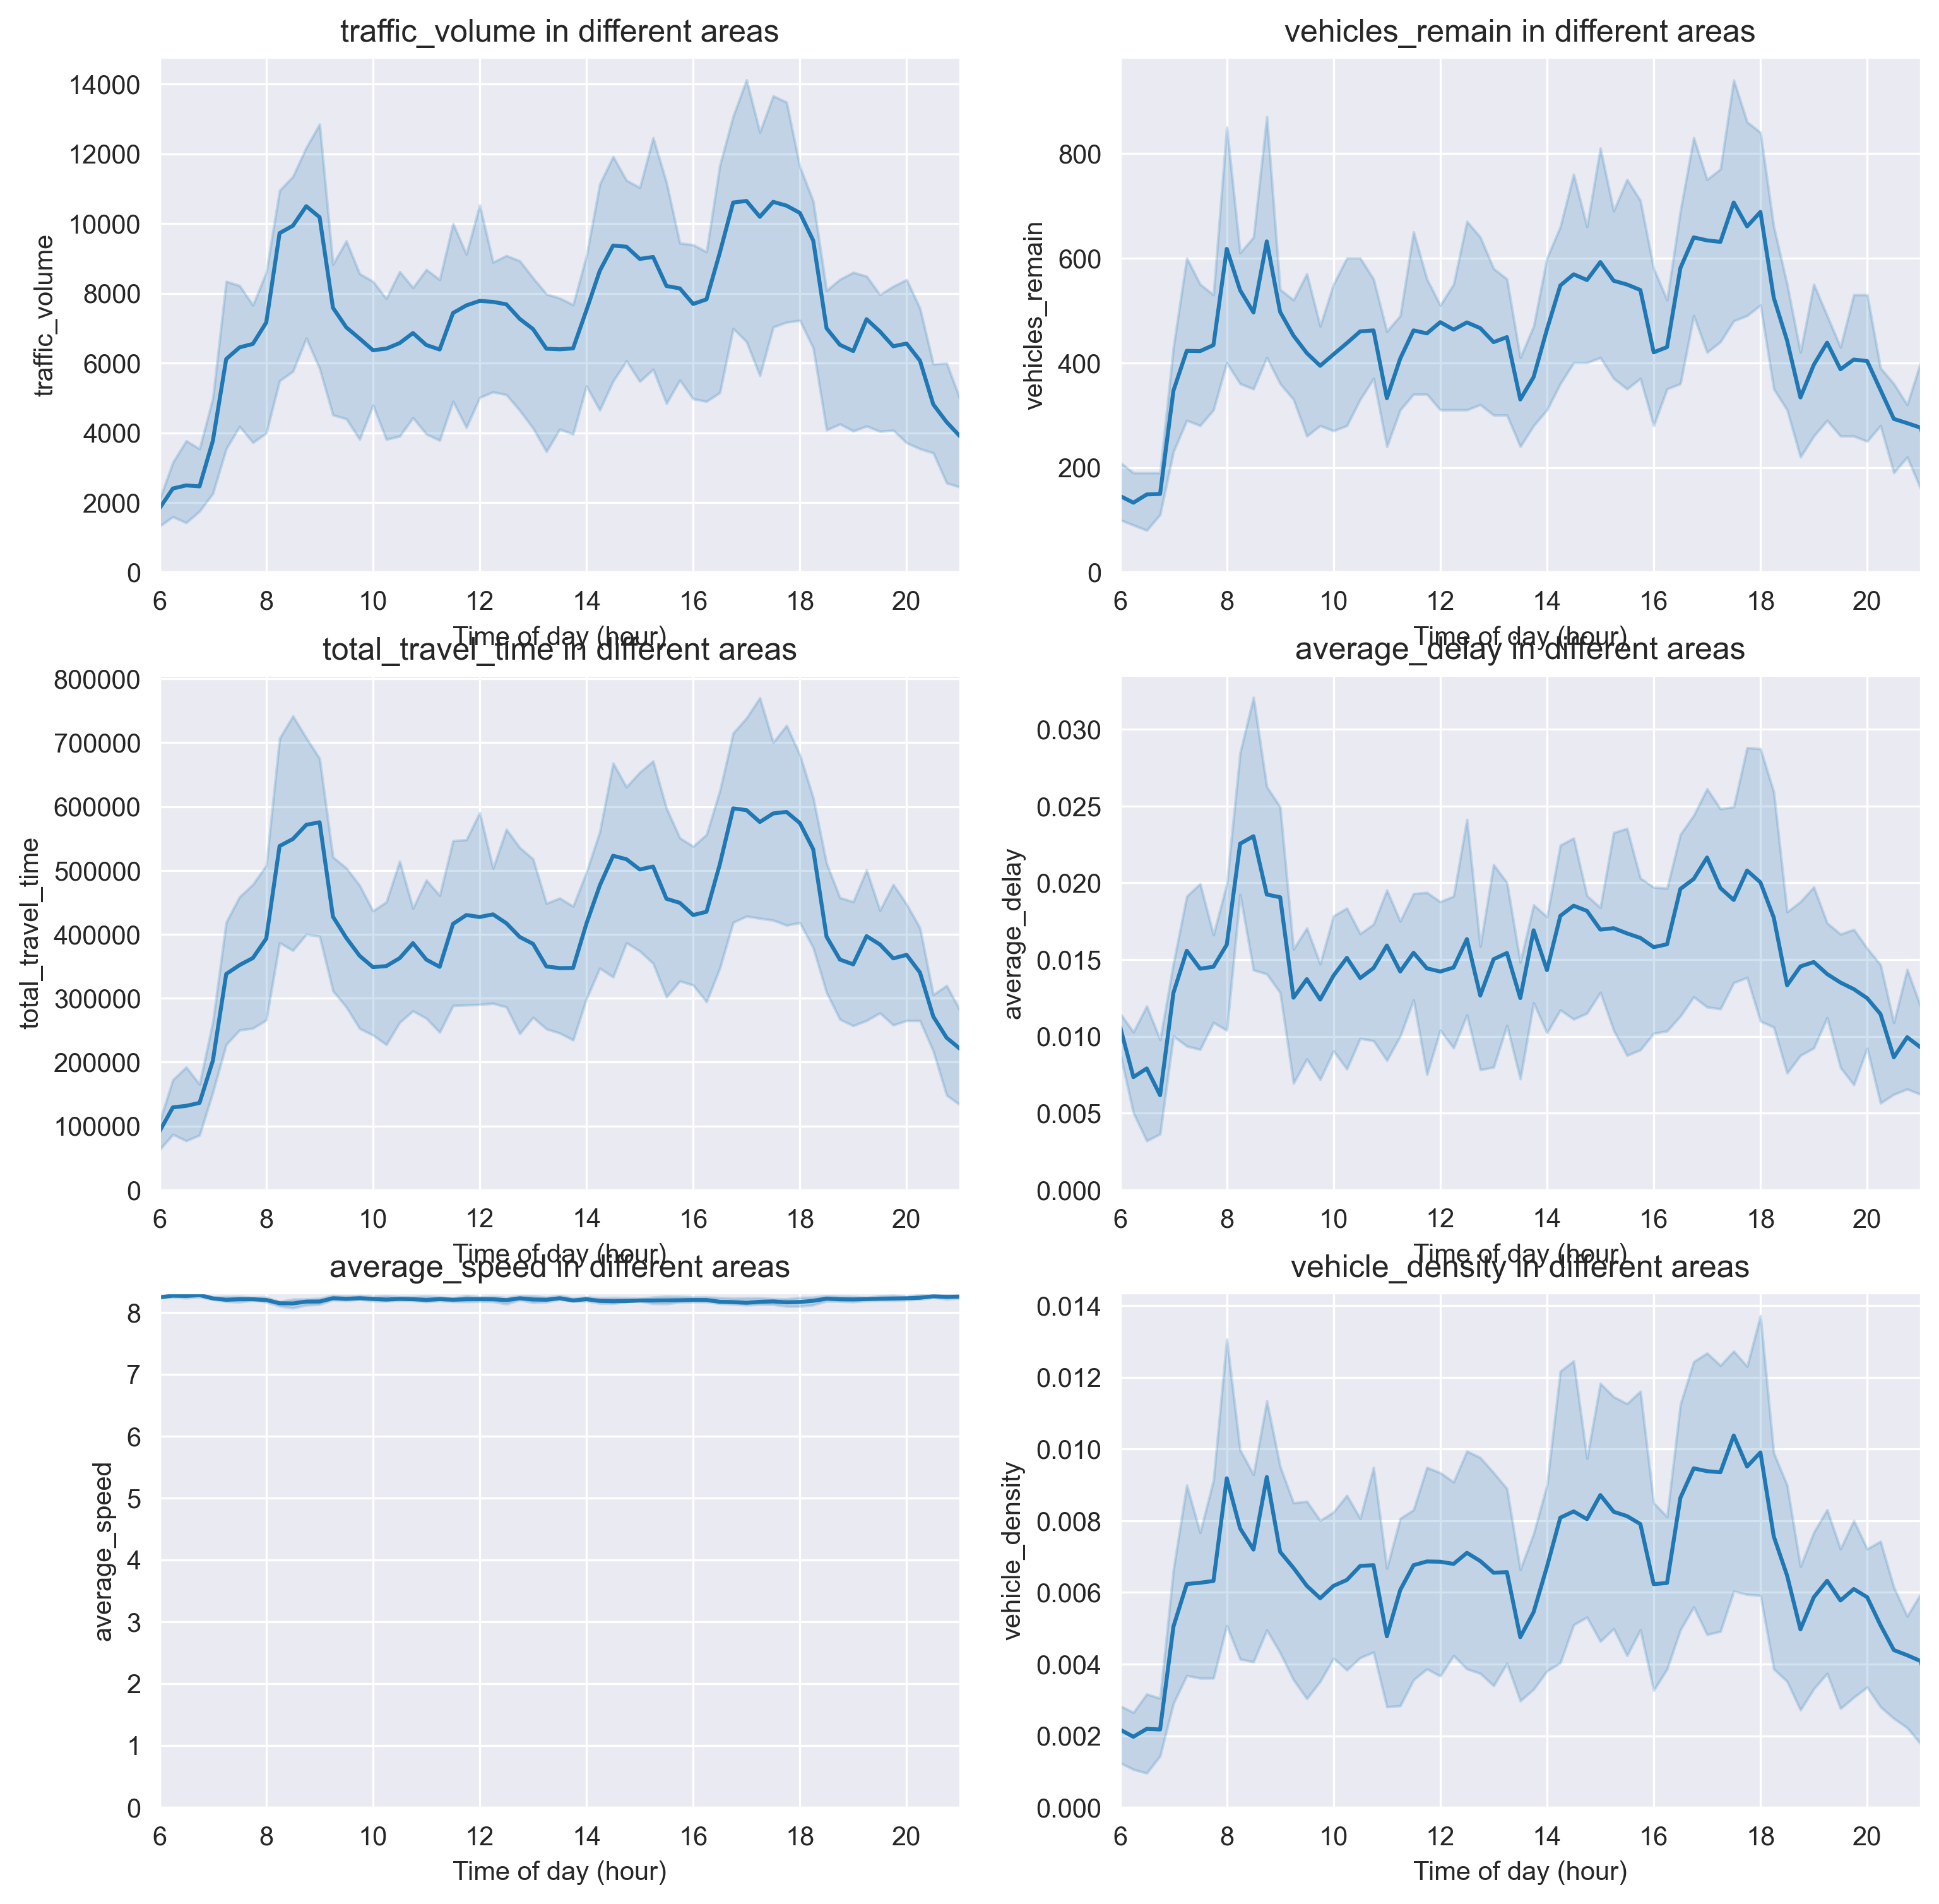 traffic_volume in different areas
traffic_volume
14000
12000
10000
8000
6000
4000
2000
0
6 8 10 12 14 16 18 20
Time of day (hour)
vehicles_remain in different areas
vehicles_remain
800
600
400
200
0
6 8 10 12 14 16 18 20
Time of day (hour)
total_travel_time in different areas
total_travel_time
800000
700000
600000
500000
400000
300000
200000
100000
0
6 8 10 12 14 16 18 20
Time of day (hour)
average_delay in different areas
average_delay
0.030
0.025
0.020
0.015
0.010
0.005
0.000
6 8 10 12 14 16 18 20
Time of day (hour)
average_speed in different areas
average_speed
8
7
6
5
4
3
2
1
0
6 8 10 12 14 16 18 20
Time of day (hour)
vehicle_density in different areas
vehicle_density
0.014
0.012
0.010
0.008
0.006
0.004
0.002
0.000
6 8 10 12 14 16 18 20
Time of day (hour)